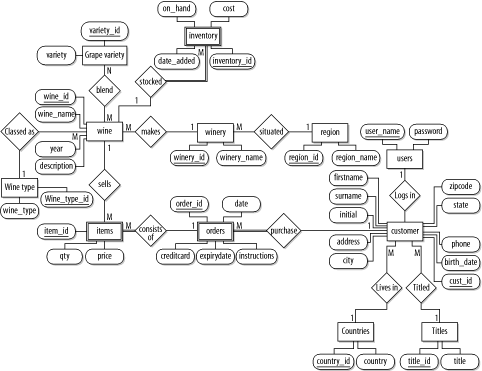 on_hand cost
variety_id
inventory
variety Grape variety M
date_added inventory_id
N
stocked
blend
wine_id
1
wine_name M
Classed as M wine M makes 1 winery M situated 1 region user_name password
year 1
winery_id winery_name region_id region_name users
description
firstname 1
1 zipcode
Wine type sells surname Logs in
Wine_type_id order_id date state
wine_type initial
M 1 1
item_id items M consists of 1 orders M purchase customer
address M M phone
qty price creditcard expirydate instructions
city birth_date
Lives in Titled cust_id
1 1
Countries Titles
country_id country title_id title